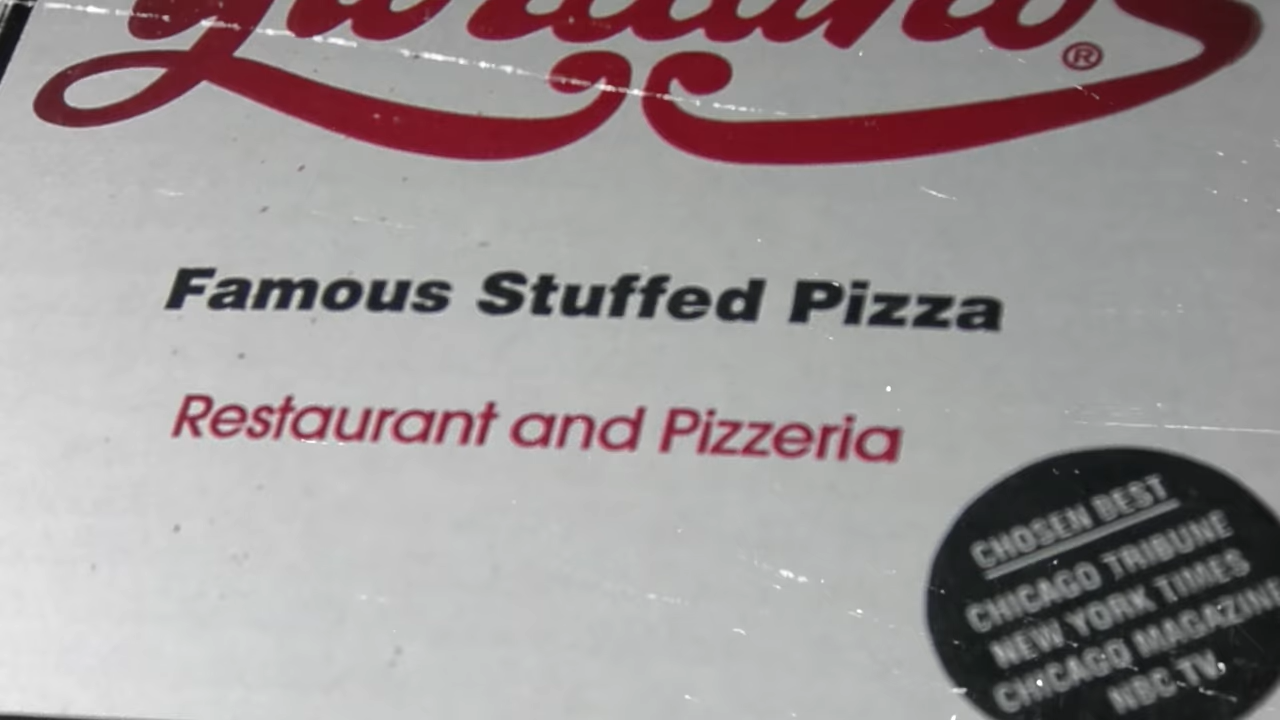 ®
Famous Stuffed Pizza
Restaurant and Pizzeria
CHOSEN BEST
CHICAGO TRIBUNE
NEW YORK TIMES
CHICAGO MAGAZINE
NBC TV,